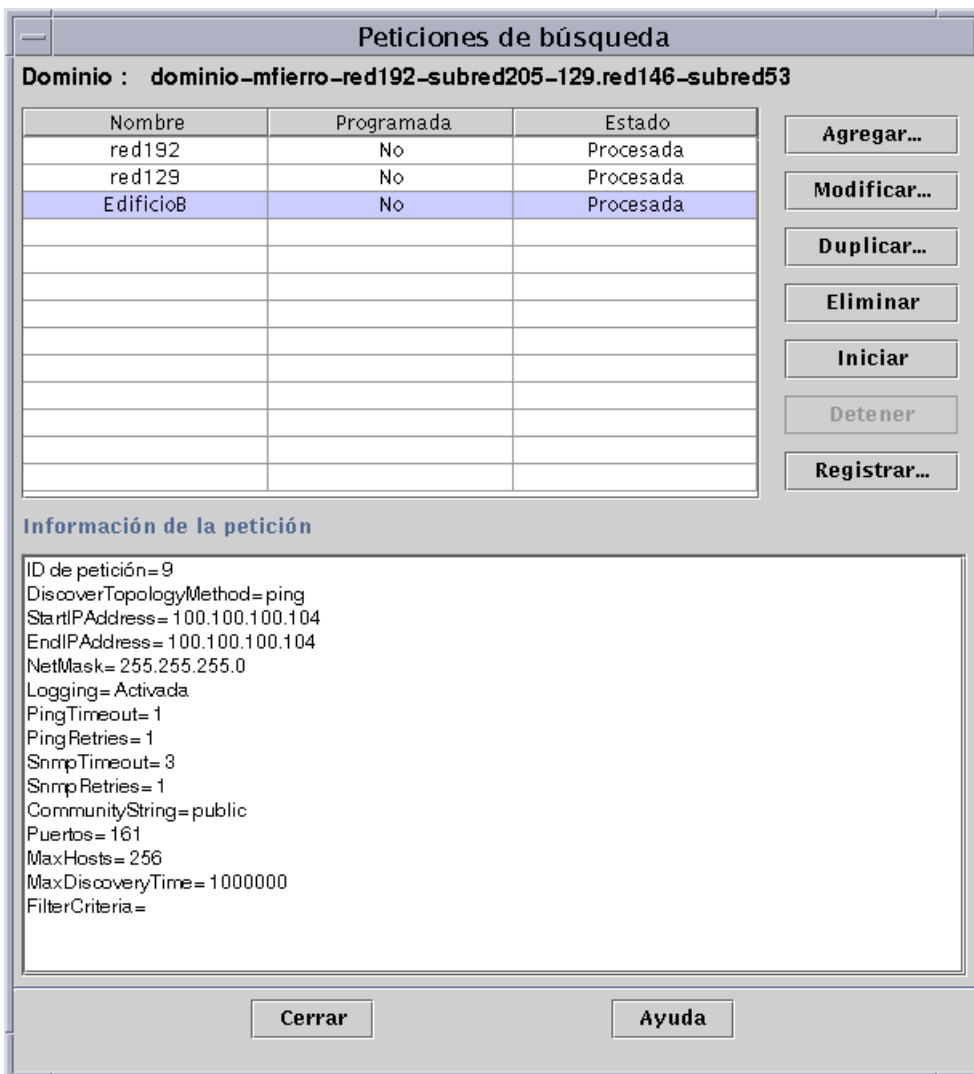 Peticiones de búsqueda
Dominio : dominio-mfierro-red192-subred205-129.red146-subred53
Nombre Programada Estado
red192 No Procesada
red129 No Procesada
EdificioB No Procesada
Agregar...
Modificar...
Duplicar...
Eliminar
Iniciar
Detener
Registrar...
Información de la petición
ID de petición=9
DiscoverTopologyMethod=ping
StartIPAddress=100.100.100.104
EndIPAddress=100.100.100.104
NetMask=255.255.255.0
Logging=Activada
PingTimeout=1
PingRetries=1
SnmpTimeout=3
SnmpRetries=1
CommunityString=public
Puertos=161
MaxHosts=256
MaxDiscoveryTime=1000000
FilterCriteria=
Cerrar Ayuda